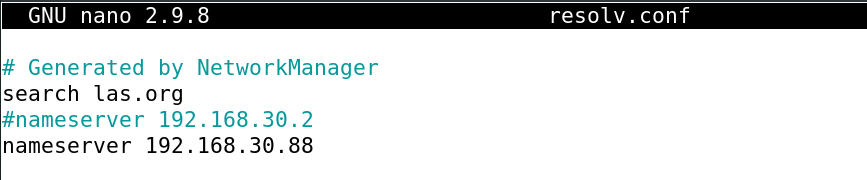 GNU nano 2.9.8 resolv.conf
# Generated by NetworkManager
search las.org
#nameserver 192.168.30.2
nameserver 192.168.30.88